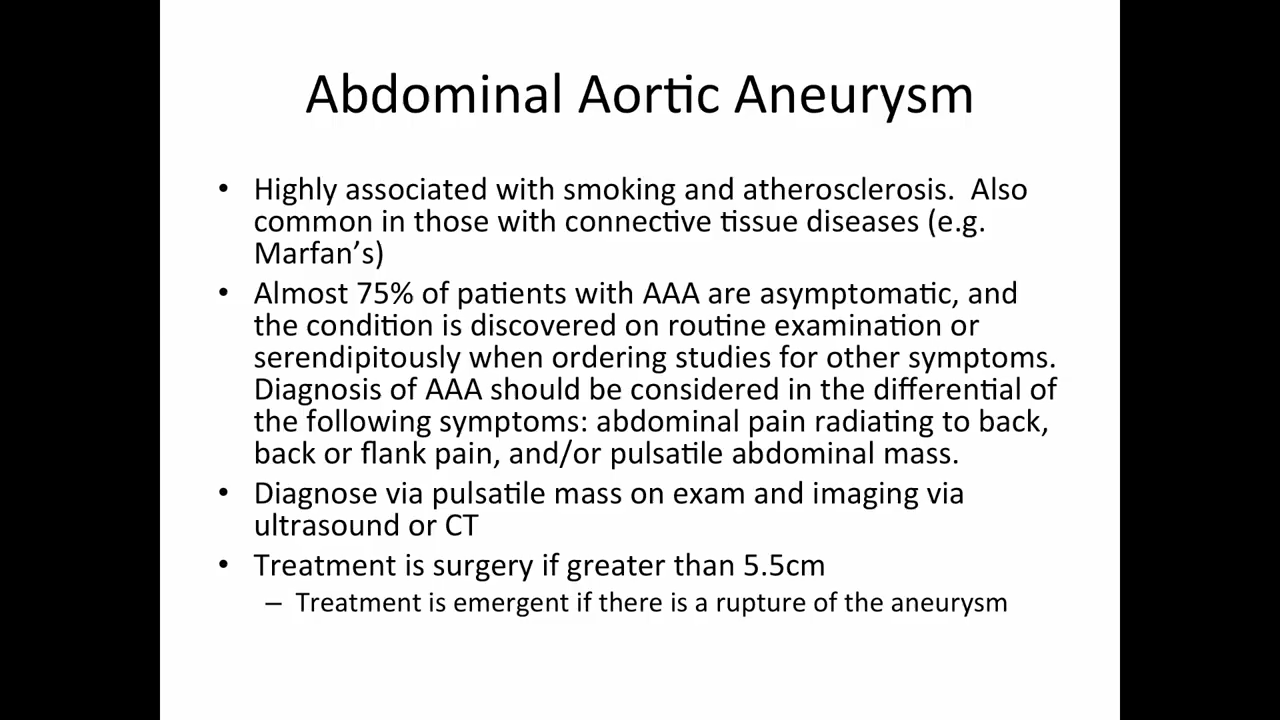 Abdominal Aortic Aneurysm
• Highly associated with smoking and atherosclerosis.  Also
common in those with connective tissue diseases (e.g.
Marfan’s)
• Almost 75% of patients with AAA are asymptomatic, and
the condition is discovered on routine examination or
serendipitously when ordering studies for other symptoms.
Diagnosis of AAA should be considered in the differential of
the following symptoms: abdominal pain radiating to back,
back or flank pain, and/or pulsatile abdominal mass.
• Diagnose via pulsatile mass on exam and imaging via
ultrasound or CT
• Treatment is surgery if greater than 5.5cm
– Treatment is emergent if there is a rupture of the aneurysm